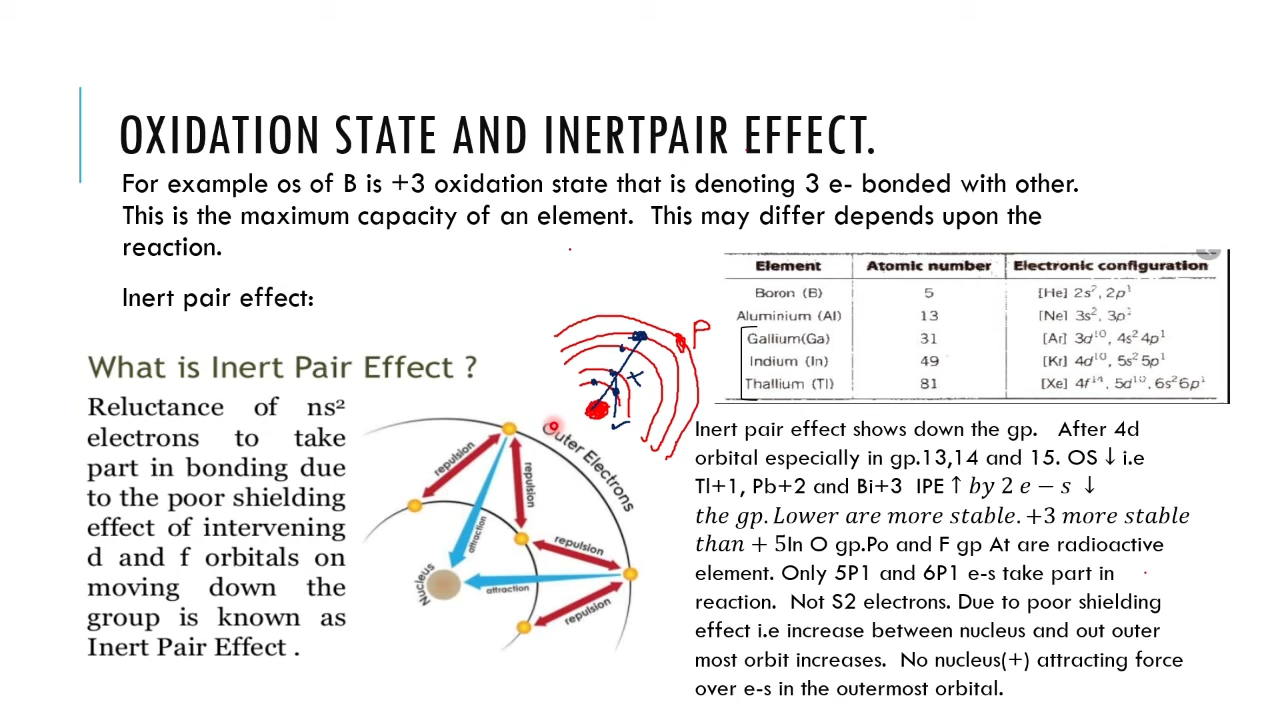 OXIDATION STATE AND INERTPAIR EFFECT.
For example os of B is +3 oxidation state that is denoting 3 e- bonded with other.
This is the maximum capacity of an element. This may differ depends upon the
reaction.
Inert pair effect:
What is Inert Pair Effect ?
Reluctance of ns²
electrons to take
part in bonding due
to the poor shielding
effect of intervening
d and f orbitals on
moving down the
group is known as
Inert Pair Effect .
P
Outer Electrons
repulsion
repulsion
repulsion
repulsion
attraction
attraction
Nucleus
Element Atomic number Electronic configuration
Boron (B) 5 [He] 2s², 2p¹
Aluminium (Al) 13 [Ne] 3s², 3p¹
Gallium(Ga) 31 [Ar] 3d¹⁰, 4s² 4p¹
Indium (In) 49 [Kr] 4d¹⁰, 5s² 5p¹
Thallium (Tl) 81 [Xe] 4f¹⁴, 5d¹⁰, 6s² 6p¹
Inert pair effect shows down the gp. After 4d
orbital especially in gp.13,14 and 15. OS↓i.e
Tl+1, Pb+2 and Bi+3 IPE↑ by 2 e − s ↓
the gp. Lower are more stable. +3 more stable
than + 5In O gp.Po and F gp At are radioactive
element. Only 5P1 and 6P1 e-s take part in
reaction. Not S2 electrons. Due to poor shielding
effect i.e increase between nucleus and out outer
most orbit increases. No nucleus(+) attracting force
over e-s in the outermost orbital.